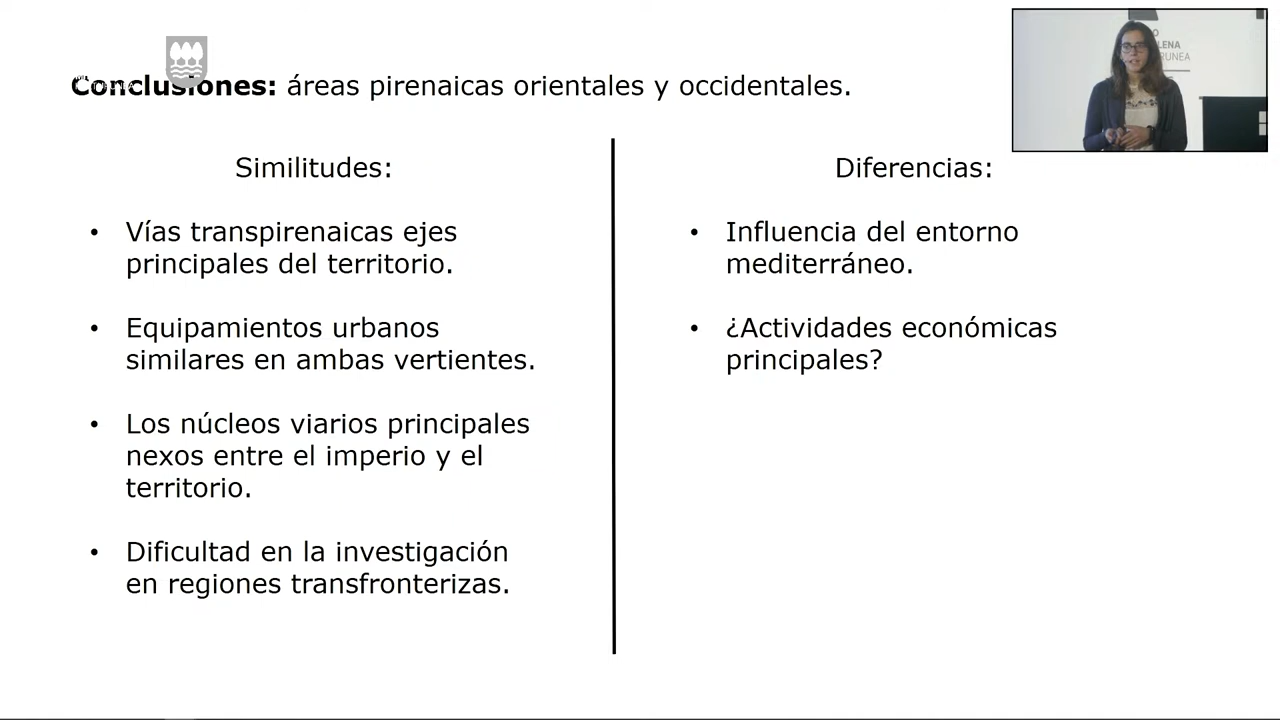 Conclusiones: áreas pirenaicas orientales y occidentales.
Similitudes:
• Vías transpirenaicas ejes
principales del territorio.
• Equipamientos urbanos
similares en ambas vertientes.
• Los núcleos viarios principales
nexos entre el imperio y el
territorio.
• Dificultad en la investigación
en regiones transfronterizas.
Diferencias:
• Influencia del entorno
mediterráneo.
• ¿Actividades económicas
principales?